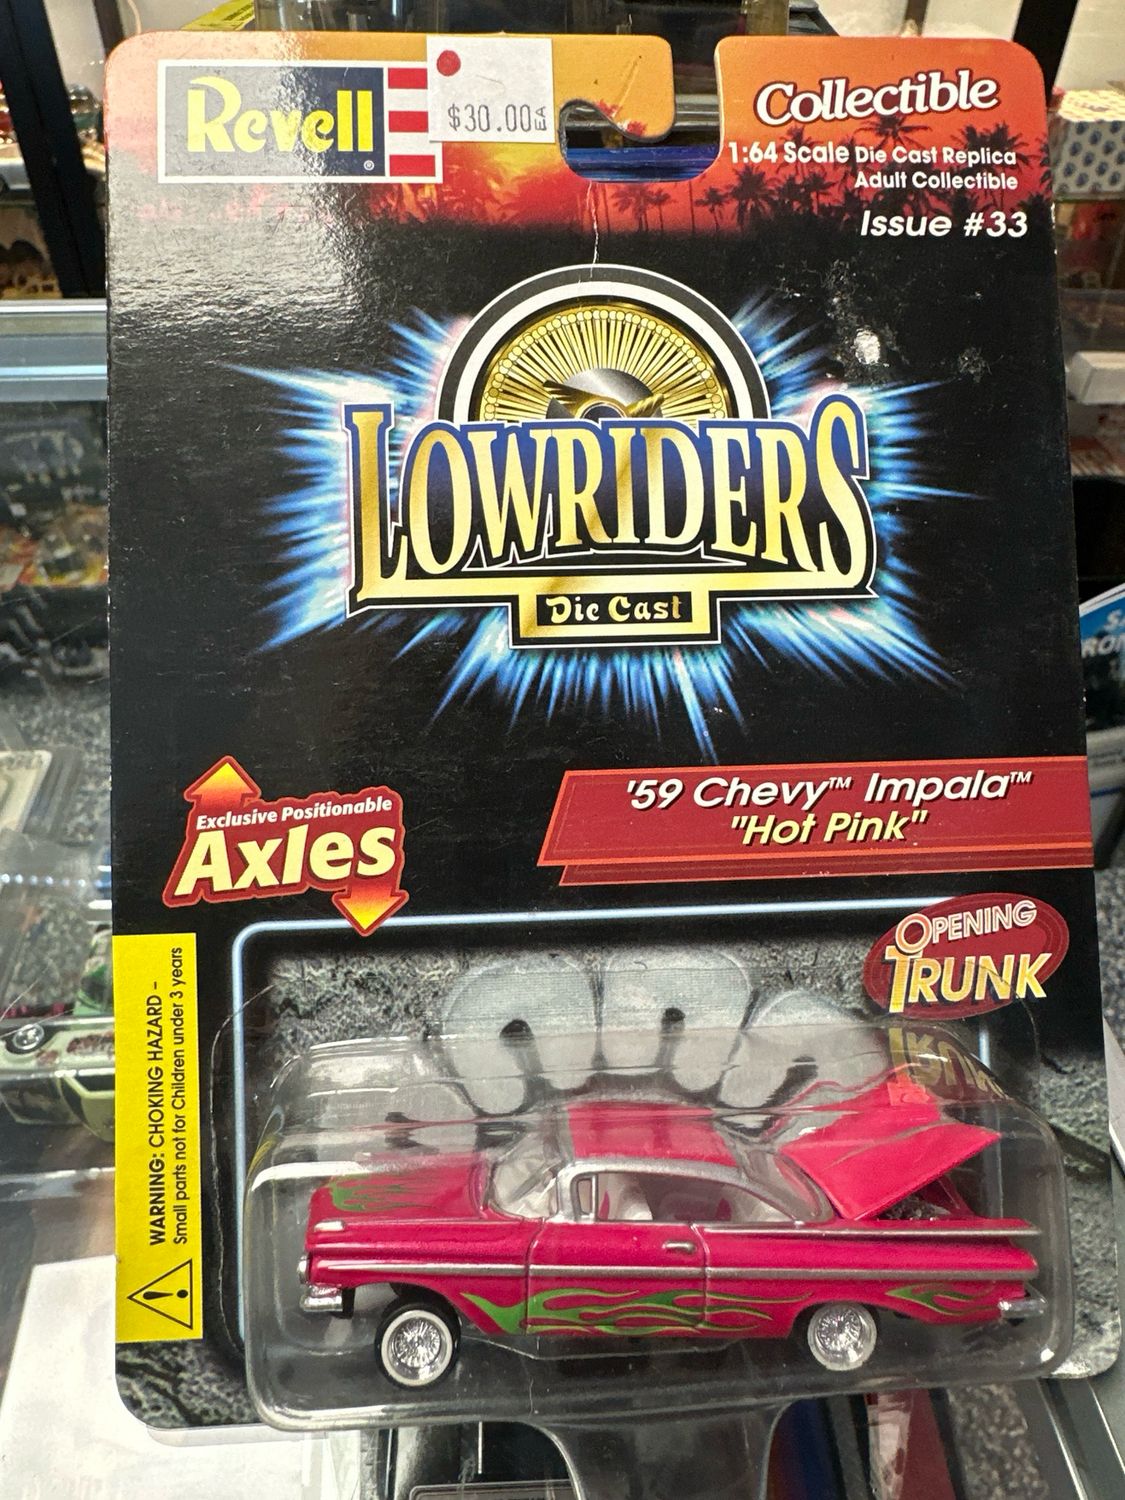 Revell
$30.00EA
Collectible
1:64 Scale Die Cast Replica
Adult Collectible
Issue #33
LOWRIDERS
Die Cast
Exclusive Positionable
Axles
'59 Chevy™ Impala™
"Hot Pink"
OPENING
TRUNK
WARNING: CHOKING HAZARD –
Small parts not for Children under 3 years